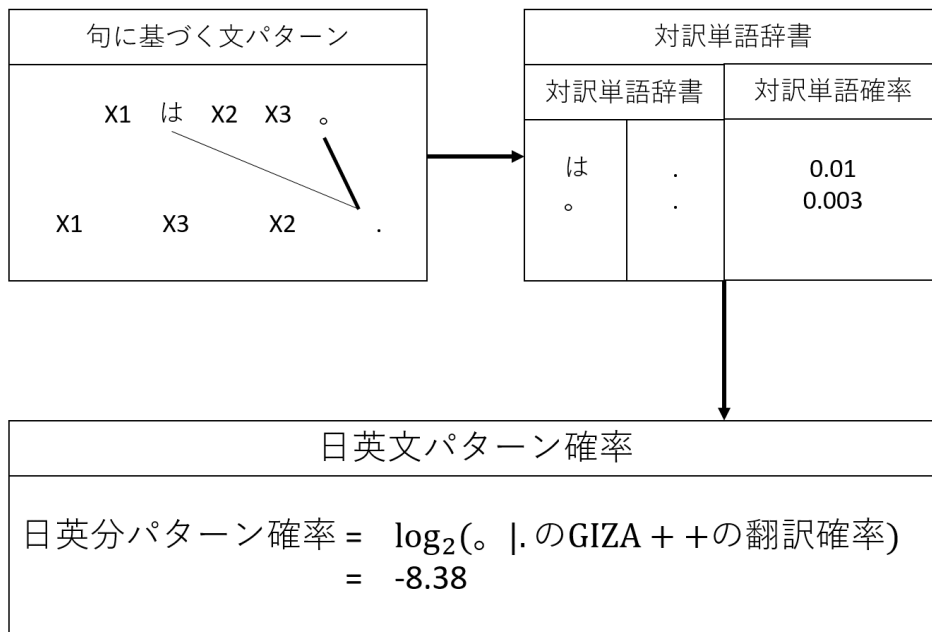 句に基づく文パターン
X1 は X2 X3 。
X1 X3 X2 .
対訳単語辞書
対訳単語辞書 対訳単語確率
は . 0.01
。 . 0.003
日英文パターン確率
日英分パターン確率 = log₂(。|.のGIZA++の翻訳確率)
= -8.38